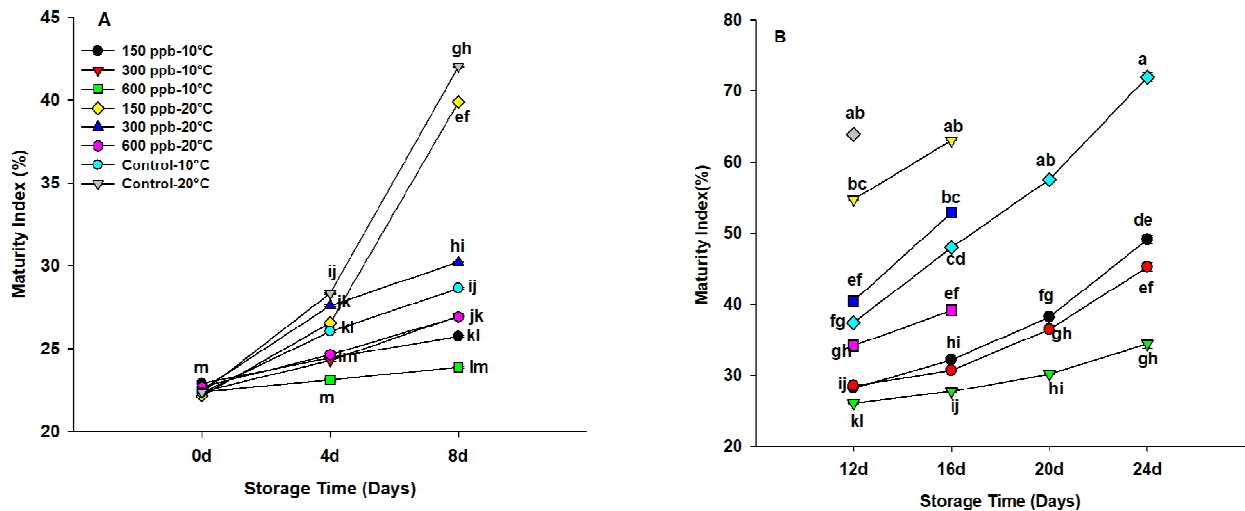 A
45
40
35
30
25
20
Maturity Index (%)
150 ppb-10°C
300 ppb-10°C
600 ppb-10°C
150 ppb-20°C
300 ppb-20°C
600 ppb-20°C
Control-10°C
Control-20°C
gh
ef
hi
ij
ij
jk
kl
jk
kl
lm
lm
m
m
0d
4d
8d
Storage Time (Days)
B
80
70
60
50
40
30
20
Maturity Index(%)
a
ab
ab
ab
bc
bc
cd
de
ef
ef
ef
fg
fg
gh
gh
gh
hi
hi
ij
ij
kl
12d
16d
20d
24d
Storage Time (Days)